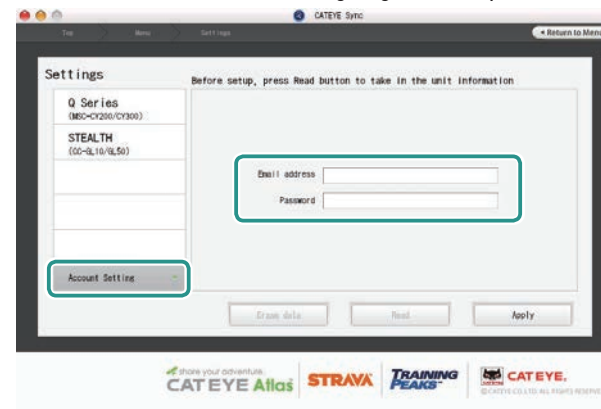 CATEYE Sync
Top Menu Settings
Return to Menu
Settings
Before setup, press Read button to take in the unit information
Q Series
(MSC-CY200/CY300)
STEALTH
(CC-GL10/GL50)
Email address
Password
Account Setting
Erase data Read Apply
share your adventure.
CATEYE Atlas STRAVA TRAINING PEAKS CATEYE.